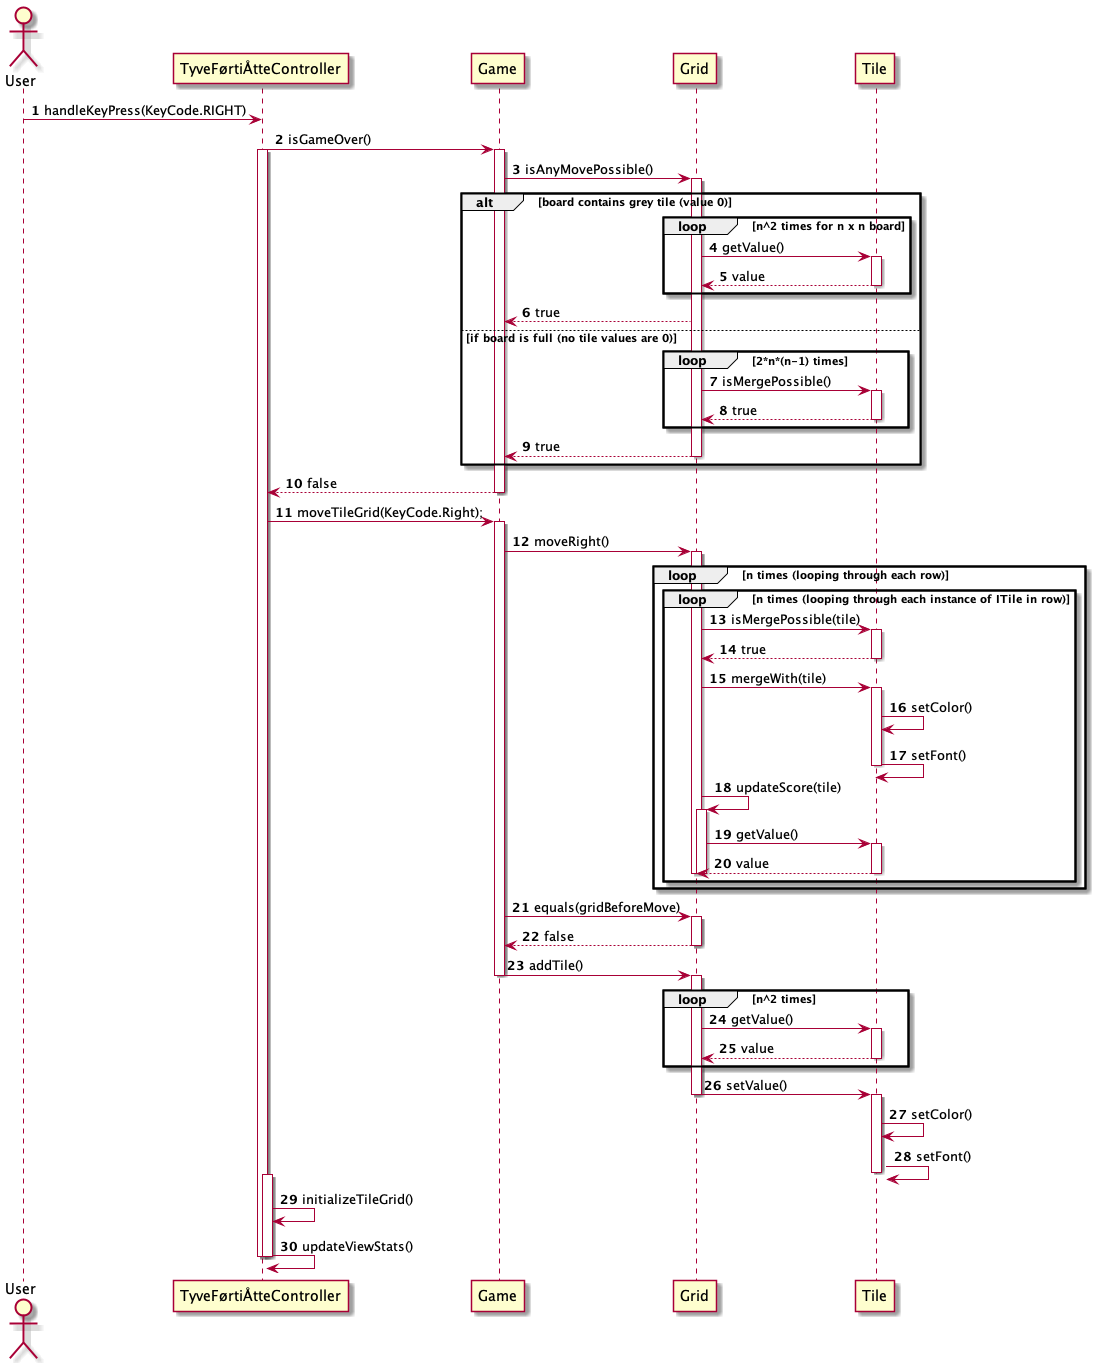 User
TyveFørtiÅtteController
Game
Grid
Tile
1 handleKeyPress(KeyCode.RIGHT)
2 isGameOver()
3 isAnyMovePossible()
alt [board contains grey tile (value 0)]
loop [n^2 times for n x n board]
4 getValue()
5 value
6 true
[if board is full (no tile values are 0)]
loop [2*n*(n-1) times]
7 isMergePossible()
8 true
9 true
10 false
11 moveTileGrid(KeyCode.Right);
12 moveRight()
loop [n times (looping through each row)]
loop [n times (looping through each instance of ITile in row)]
13 isMergePossible(tile)
14 true
15 mergeWith(tile)
16 setColor()
17 setFont()
18 updateScore(tile)
19 getValue()
20 value
21 equals(gridBeforeMove)
22 false
23 addTile()
loop [n^2 times]
24 getValue()
25 value
26 setValue()
27 setColor()
28 setFont()
29 initializeTileGrid()
30 updateViewStats()
User
TyveFørtiÅtteController
Game
Grid
Tile